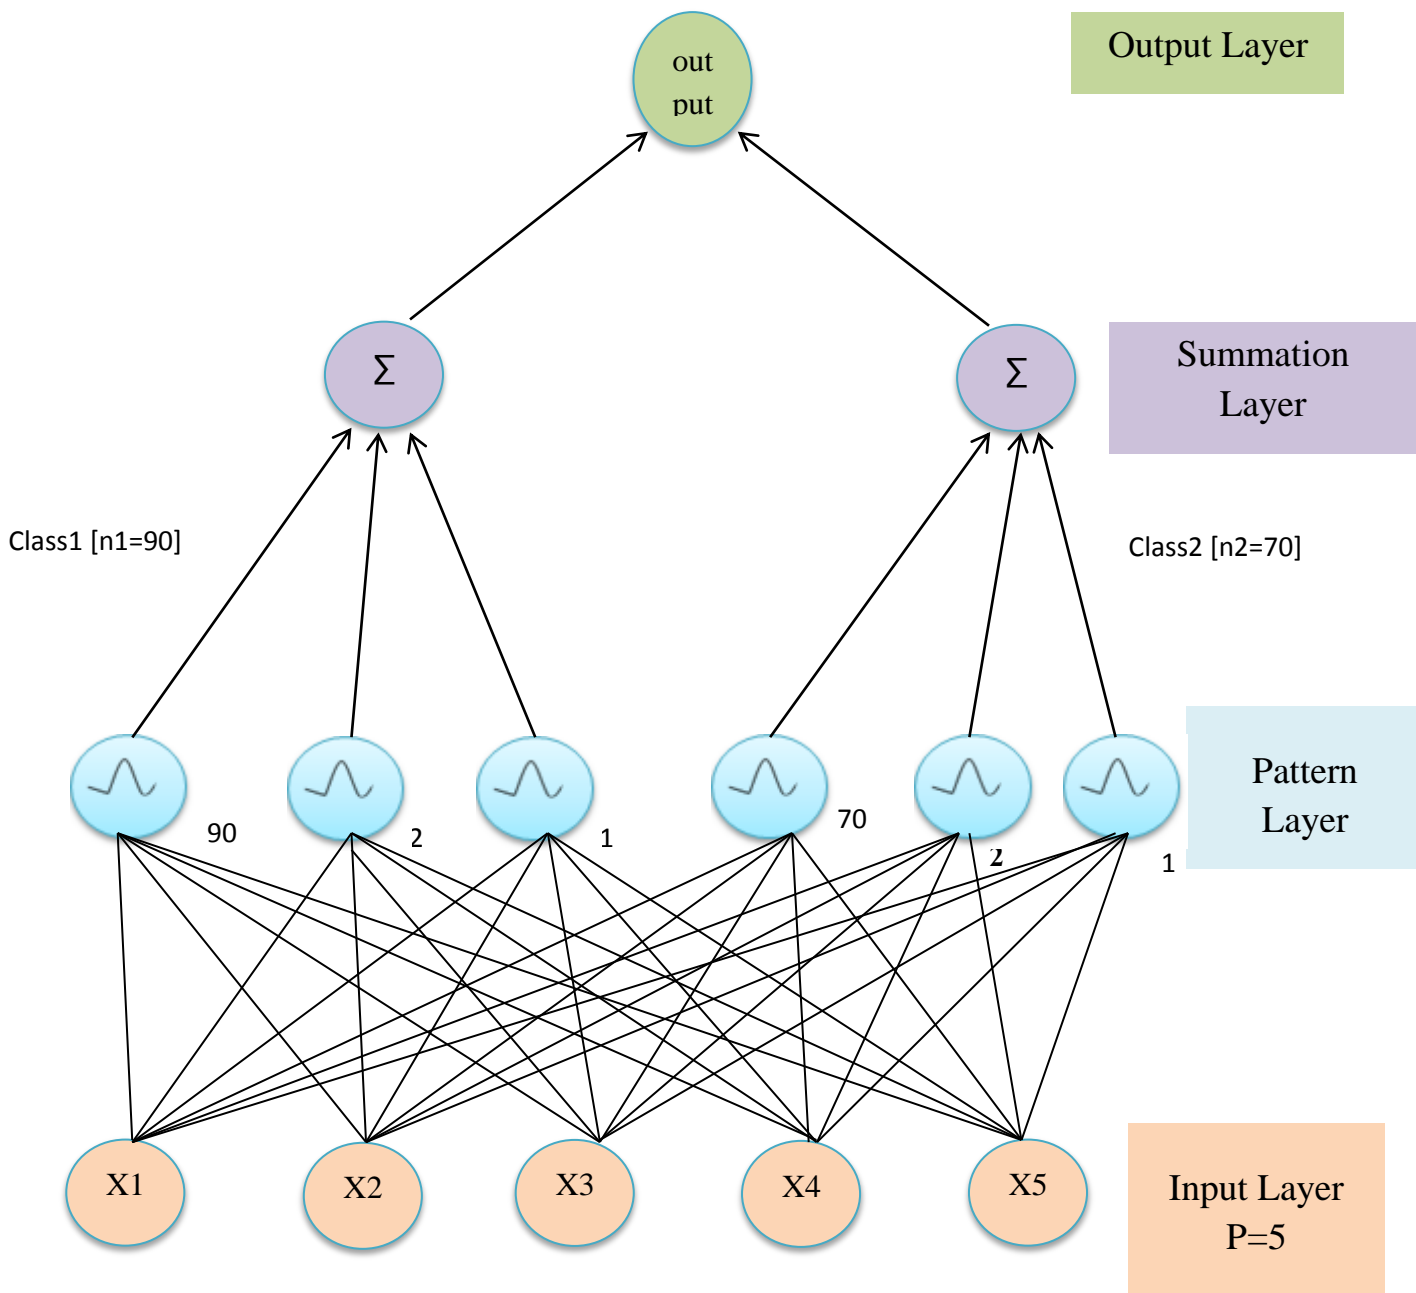 out
put
Output Layer
Σ
Σ
Summation
Layer
Class1 [n1=90]
Class2 [n2=70]
90
2
1
70
2
1
Pattern
Layer
X1
X2
X3
X4
X5
Input Layer
P=5